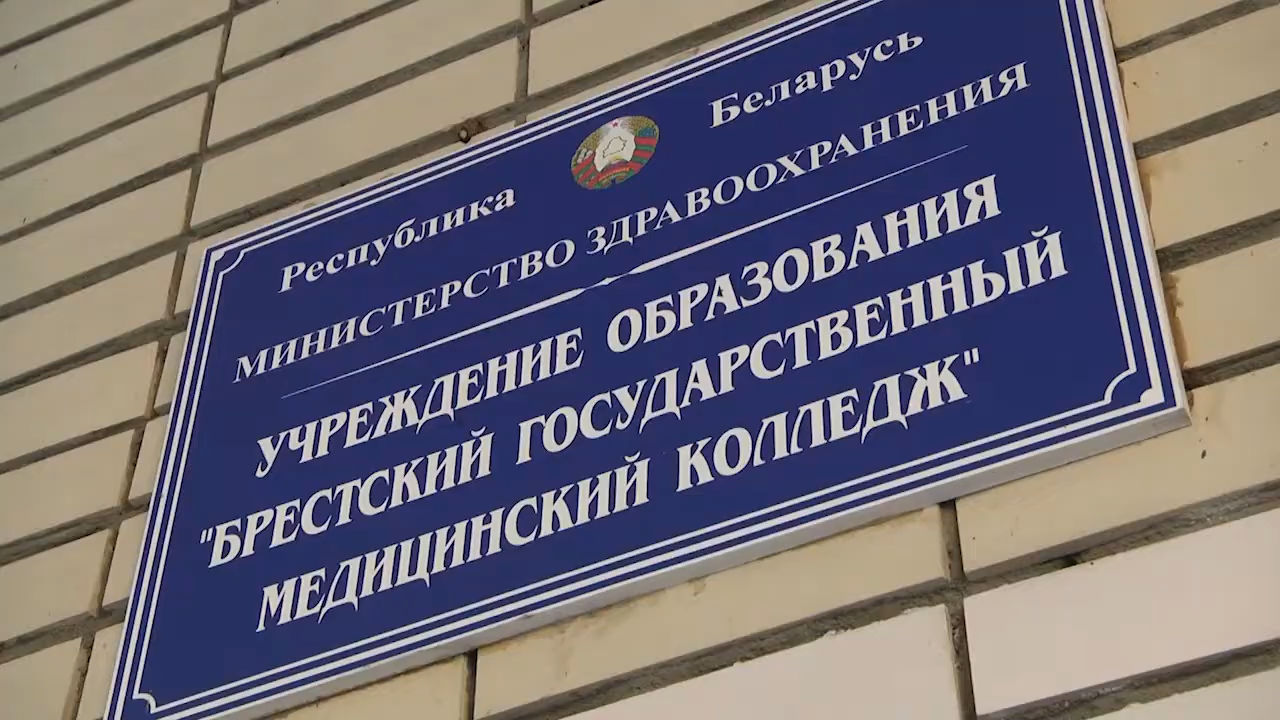 Республика Беларусь
МИНИСТЕРСТВО ЗДРАВООХРАНЕНИЯ
УЧРЕЖДЕНИЕ ОБРАЗОВАНИЯ
"БРЕСТСКИЙ ГОСУДАРСТВЕННЫЙ
МЕДИЦИНСКИЙ КОЛЛЕДЖ"